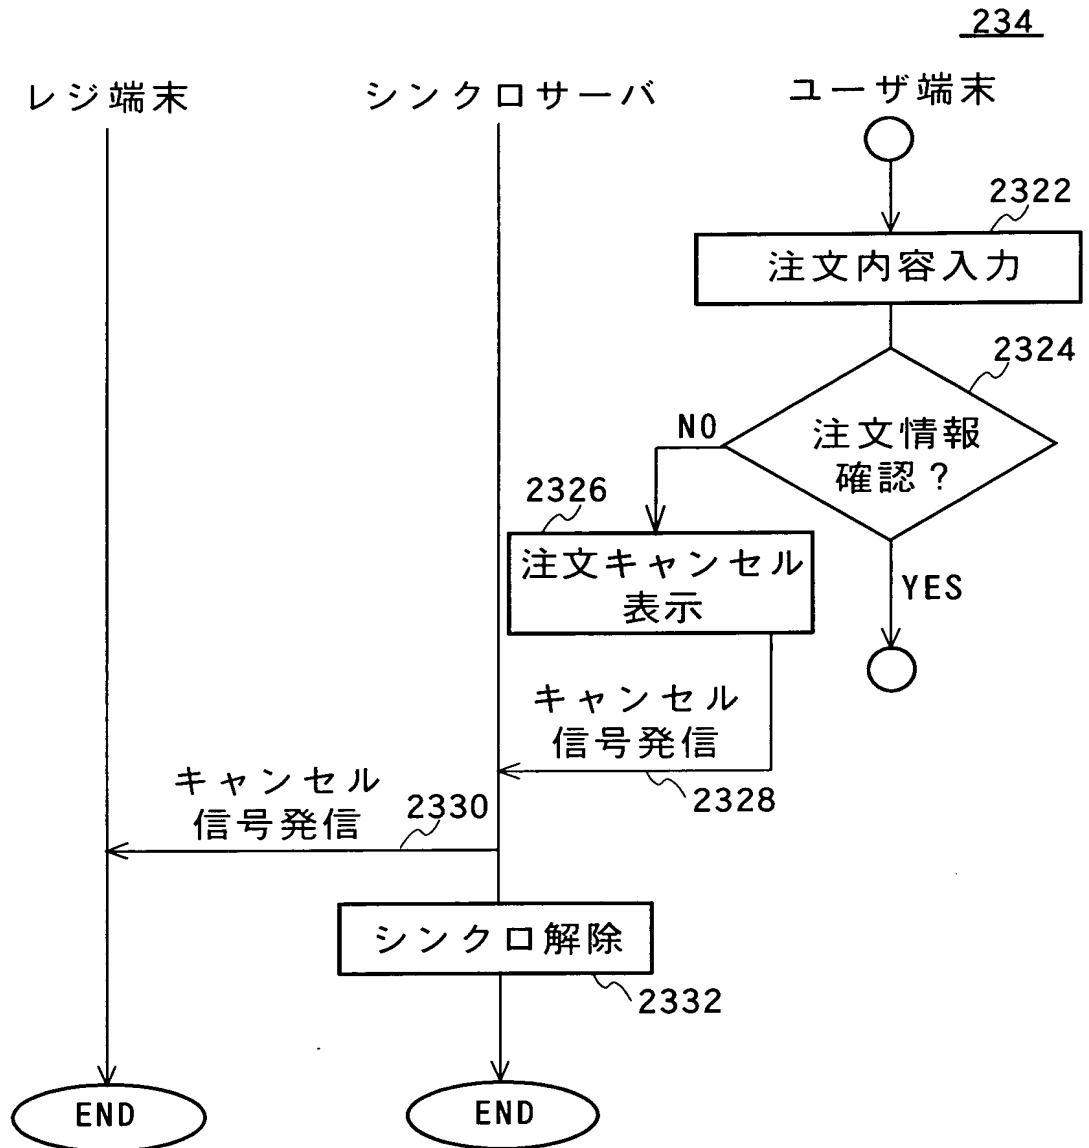 234
レジ端末
シンクロサーバ
ユーザ端末
2322
注文内容入力
2324
注文情報
確認?
NO
2326
注文キャンセル
表示
YES
キャンセル
信号発信
2328
キャンセル
信号発信
2330
シンクロ解除
2332
END
END